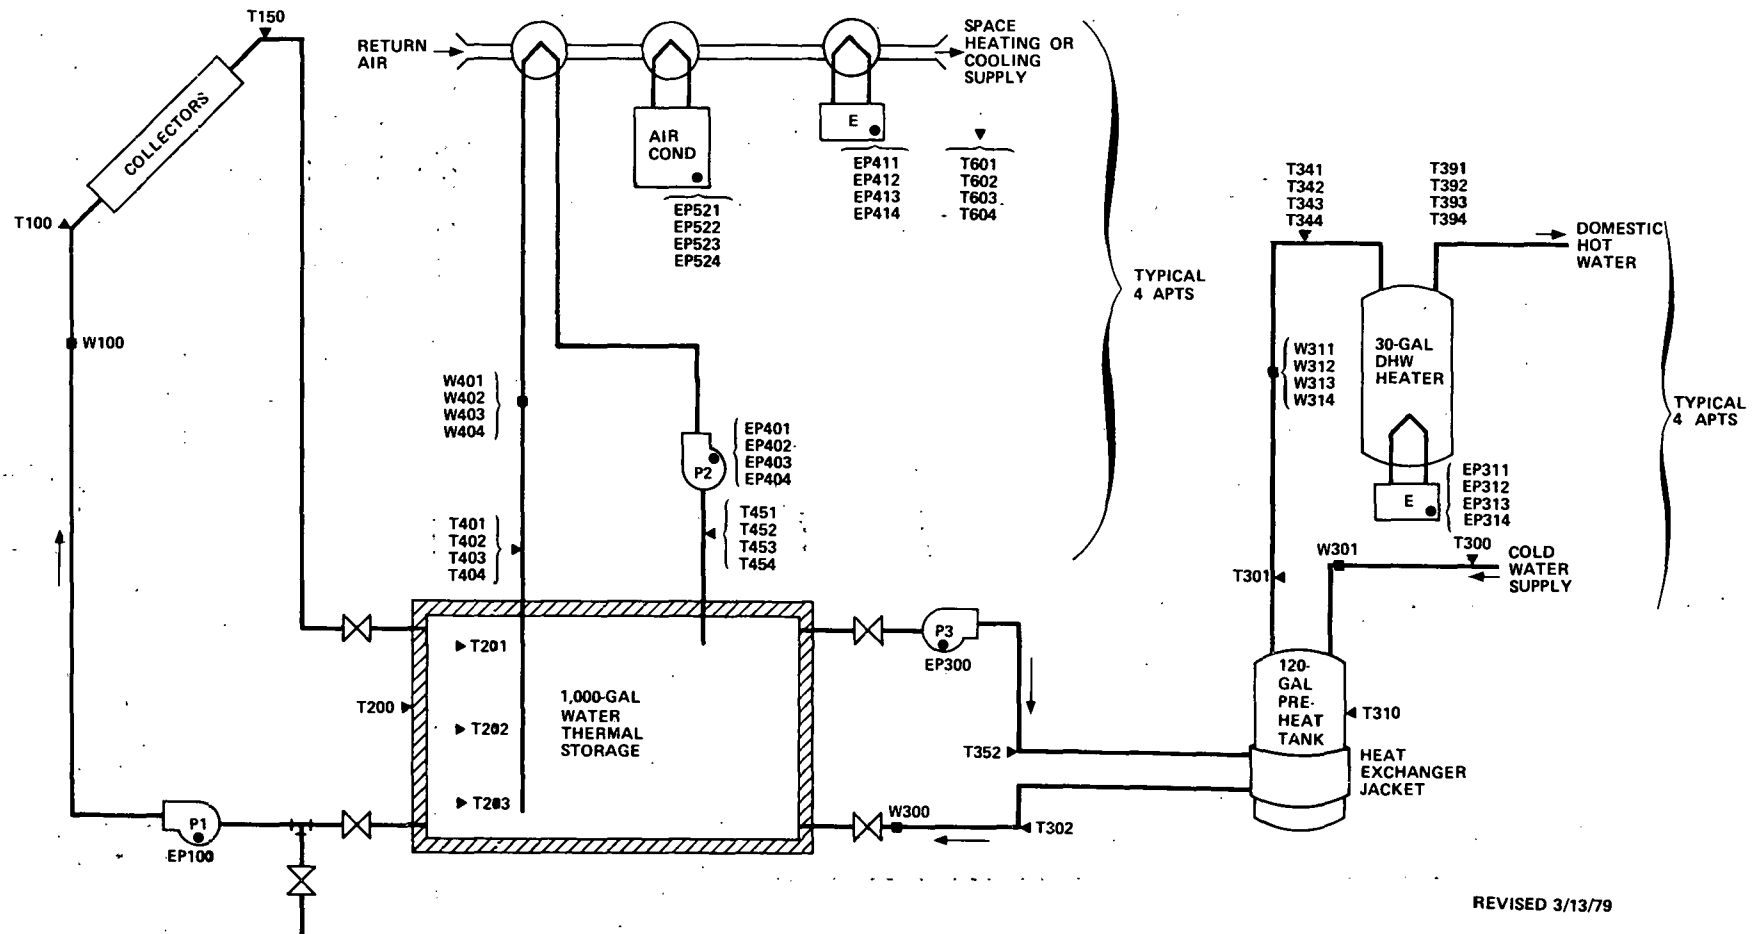 T150
COLLECTORS
T100
W100
P1
EP100
RETURN
AIR
AIR
COND
EP521
EP522
EP523
EP524
E
EP411
EP412
EP413
EP414
SPACE
HEATING OR
COOLING
SUPPLY
T601
T602
T603
T604
TYPICAL
4 APTS
W401
W402
W403
W404
T401
T402
T403
T404
P2
EP401
EP402
EP403
EP404
T451
T452
T453
T454
T200
T201
T202
T203
1,000-GAL
WATER
THERMAL
STORAGE
P3
EP300
T352
W300
T302
T341
T342
T343
T344
T391
T392
T393
T394
DOMESTIC
HOT
WATER
W311
W312
W313
W314
30-GAL
DHW
HEATER
E
EP311
EP312
EP313
EP314
TYPICAL
4 APTS
T301
W301
T300
COLD
WATER
SUPPLY
120-
GAL
PRE-
HEAT
TANK
T310
HEAT
EXCHANGER
JACKET
REVISED 3/13/79